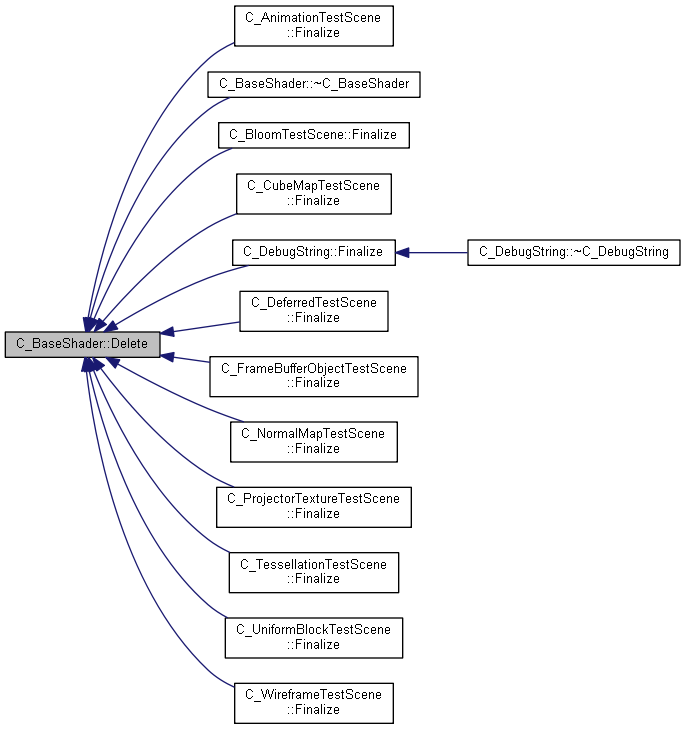 C_AnimationTestScene
::Finalize
C_BaseShader::~C_BaseShader
C_BloomTestScene::Finalize
C_CubeMapTestScene
::Finalize
C_DebugString::Finalize
C_DebugString::~C_DebugString
C_DeferredTestScene
::Finalize
C_BaseShader::Delete
C_FrameBufferObjectTestScene
::Finalize
C_NormalMapTestScene
::Finalize
C_ProjectorTextureTestScene
::Finalize
C_TessellationTestScene
::Finalize
C_UniformBlockTestScene
::Finalize
C_WireframeTestScene
::Finalize